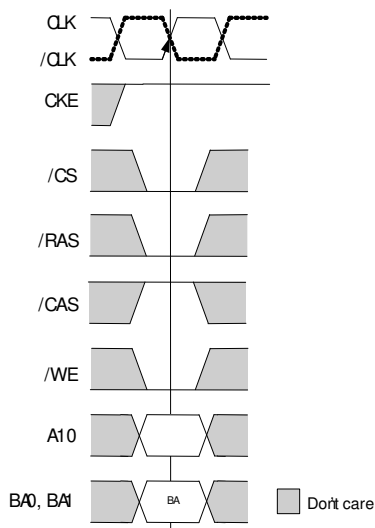 CLK
/CLK
CKE
/CS
/RAS
/CAS
/WE
A10
BA0, BA1
BA
Don't care